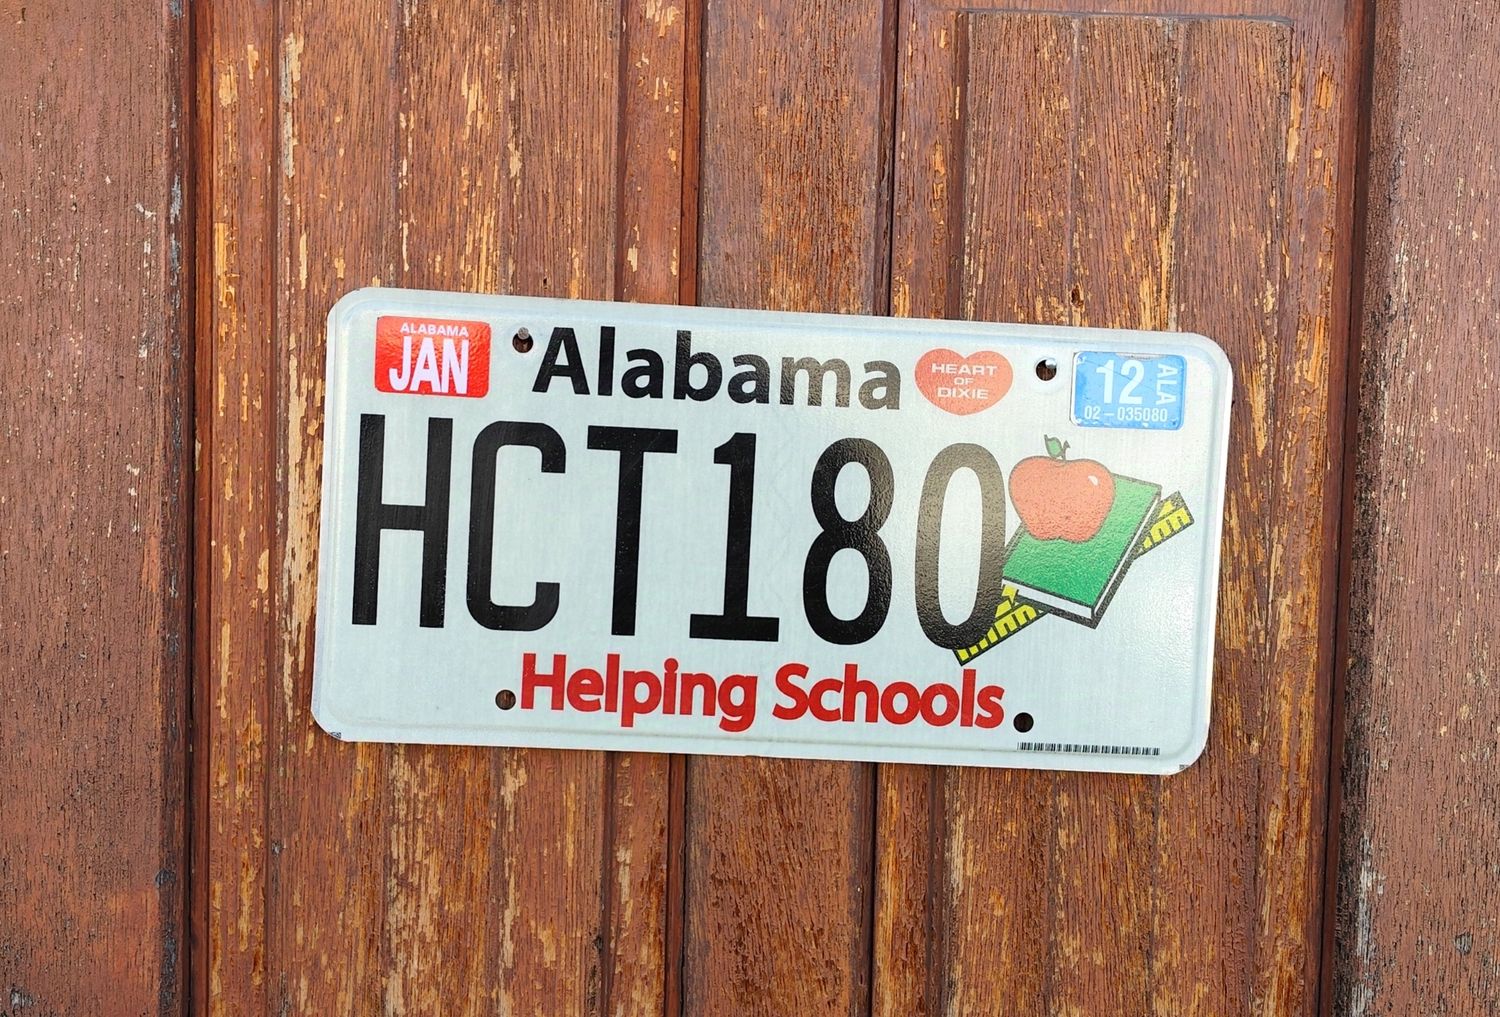 ALABAMA
JAN
Alabama
HEART
OF
DIXIE
12
ALA
02-035080
HCT180
Helping Schools